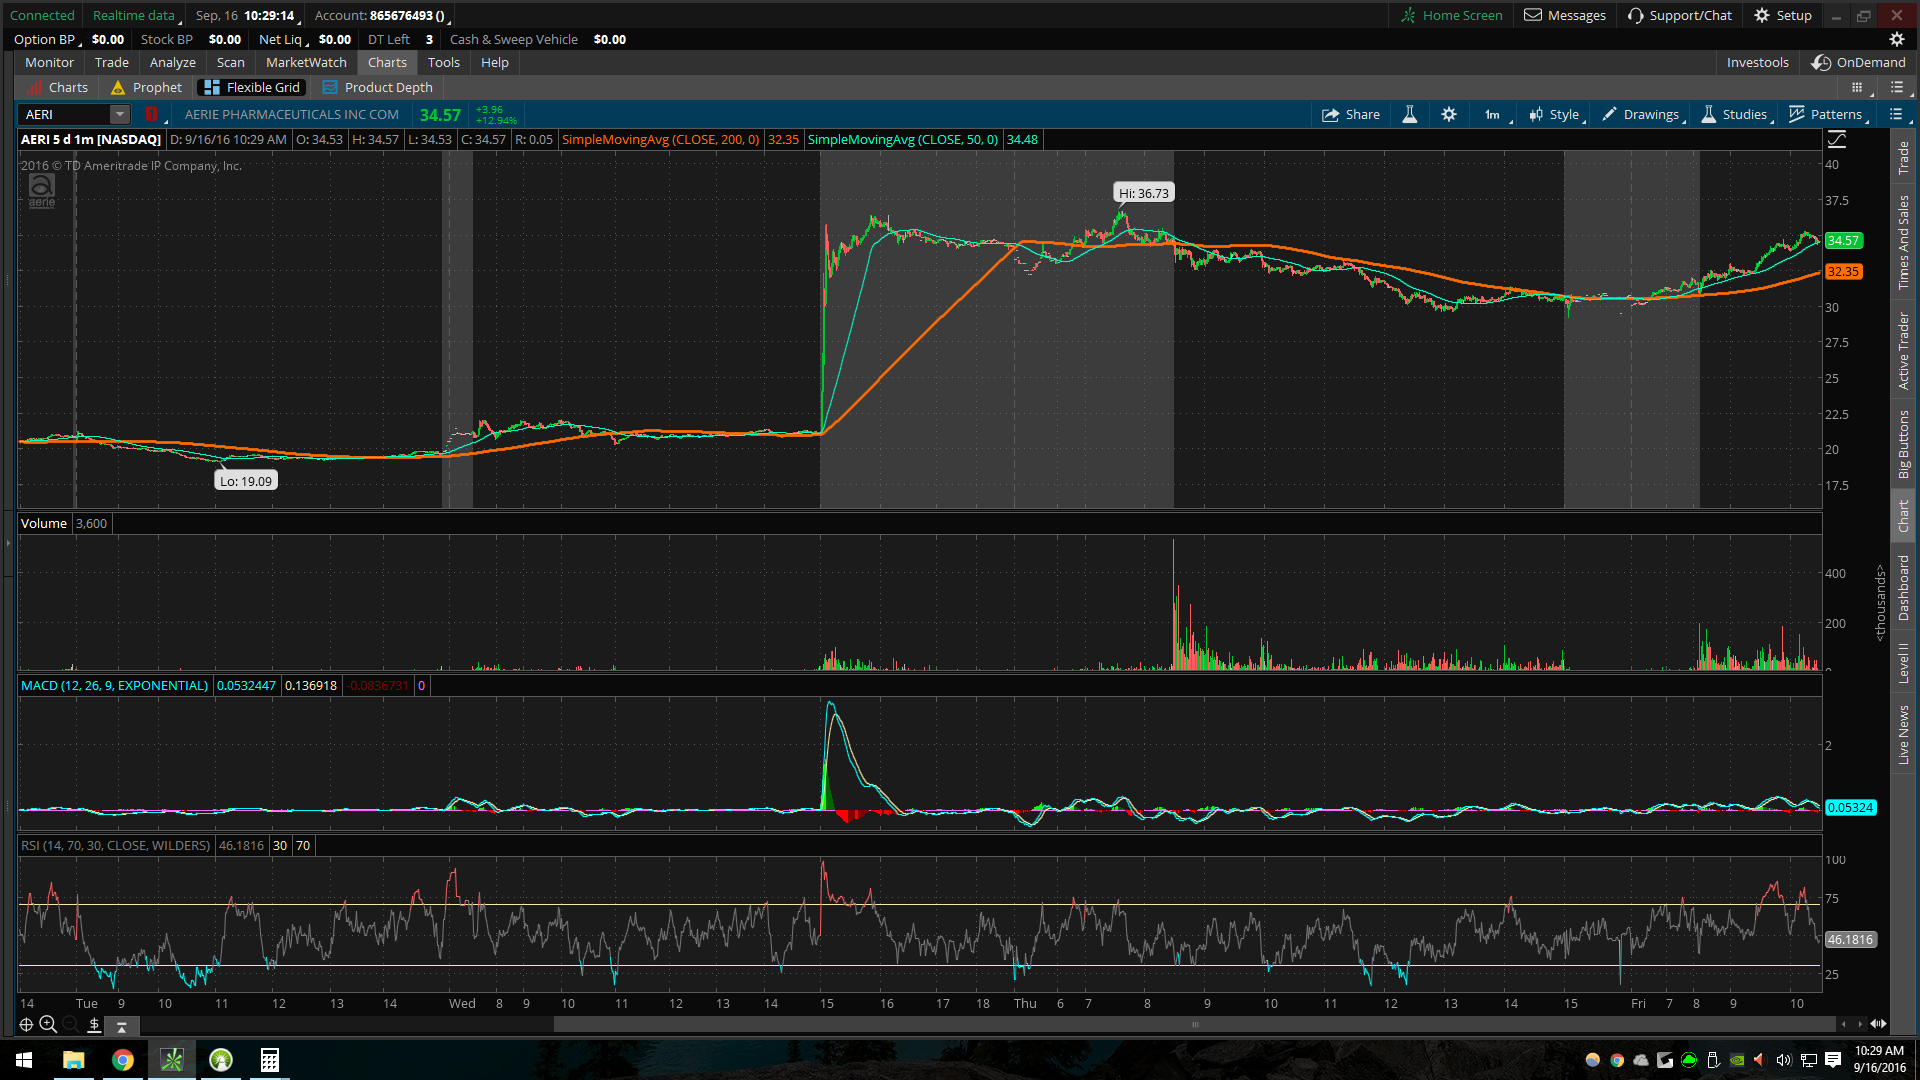 Connected Realtime data Sep, 16 10:29:14 Account: 865676493 () Home Screen Messages Support/Chat Setup
Option BP $0.00 Stock BP $0.00 Net Liq $0.00 DT Left 3 Cash & Sweep Vehicle $0.00
Monitor Trade Analyze Scan MarketWatch Charts Tools Help Investools OnDemand
Charts Prophet Flexible Grid Product Depth
AERI AERIE PHARMACEUTICALS INC COM 34.57 +3.96 Share 1m Style Drawings Studies Patterns
+12.94%
AERI 5 d 1m [NASDAQ] D: 9/16/16 10:29 AM O: 34.53 H: 34.57 L: 34.53 C: 34.57 R: 0.05 SimpleMovingAvg (CLOSE, 200, 0) 32.35 SimpleMovingAvg (CLOSE, 50, 0) 34.48
2016 © TD Ameritrade IP Company, Inc.
aerie
Hi: 36.73
Lo: 19.09
40
37.5
34.57
32.35
30
27.5
25
22.5
20
17.5
Volume 3,600
400
200
0
<thousands>
MACD (12, 26, 9, EXPONENTIAL) 0.0532447 0.136918 -0.0836731 0
2
0.05324
RSI (14, 70, 30, CLOSE, WILDERS) 46.1816 30 70
100
75
46.1816
25
14 Tue 9 10 11 12 13 14 Wed 8 9 10 11 12 13 14 15 16 17 18 Thu 6 7 8 9 10 11 12 13 14 15 Fri 7 8 9 10
Trade
Times And Sales
Active Trader
Big Buttons
Chart
Dashboard
Level II
Live News
10:29 AM
9/16/2016